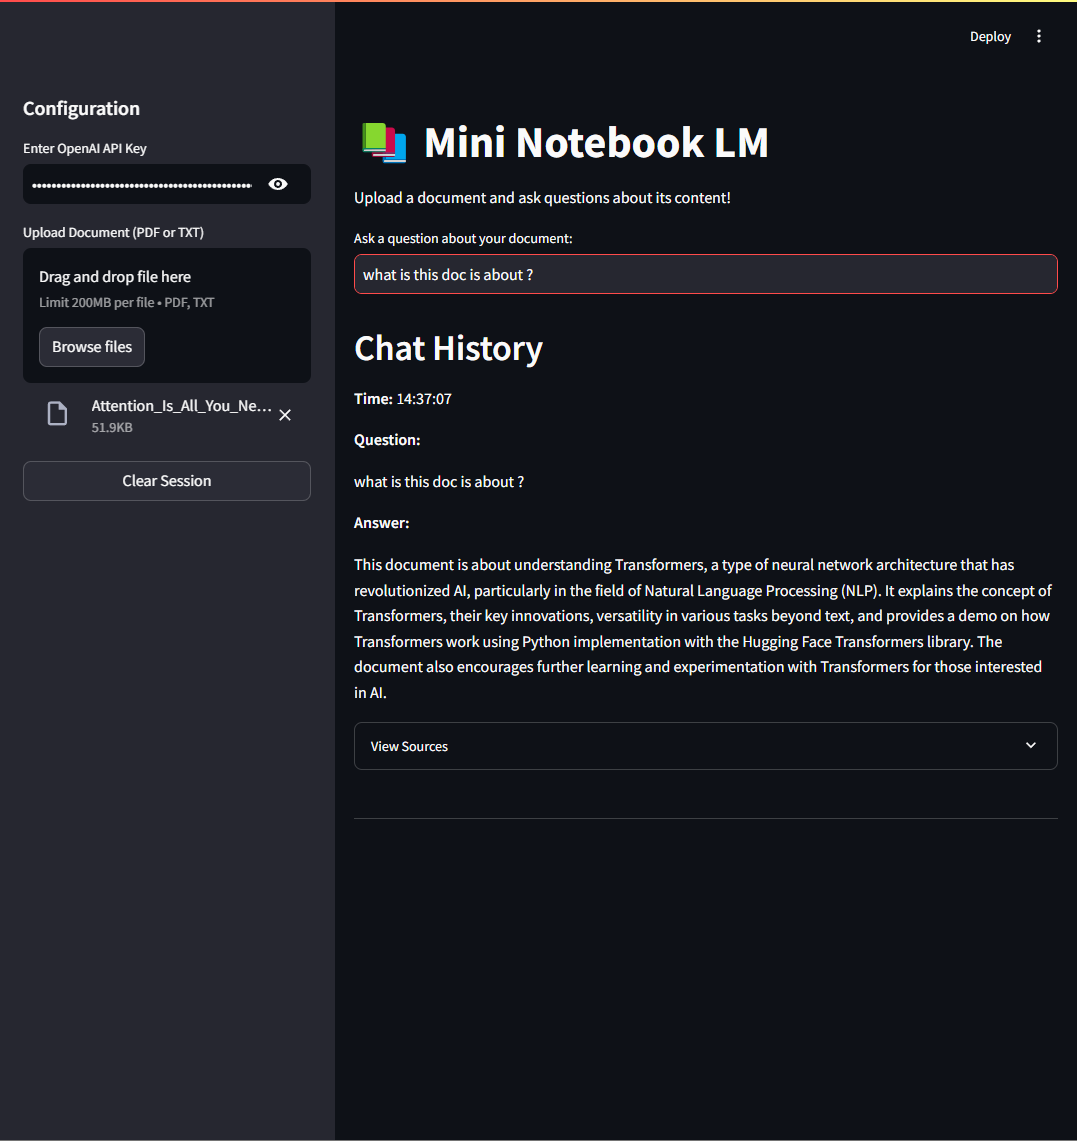 Deploy
Configuration
Enter OpenAI API Key
Upload Document (PDF or TXT)
Drag and drop file here
Limit 200MB per file • PDF, TXT
Browse files
Attention_Is_All_You_Ne...
51.9KB
Clear Session
Mini Notebook LM
Upload a document and ask questions about its content!
Ask a question about your document:
what is this doc is about ?
Chat History
Time: 14:37:07
Question:
what is this doc is about ?
Answer:
This document is about understanding Transformers, a type of neural network architecture that has
revolutionized AI, particularly in the field of Natural Language Processing (NLP). It explains the concept of
Transformers, their key innovations, versatility in various tasks beyond text, and provides a demo on how
Transformers work using Python implementation with the Hugging Face Transformers library. The
document also encourages further learning and experimentation with Transformers for those interested
in AI.
View Sources